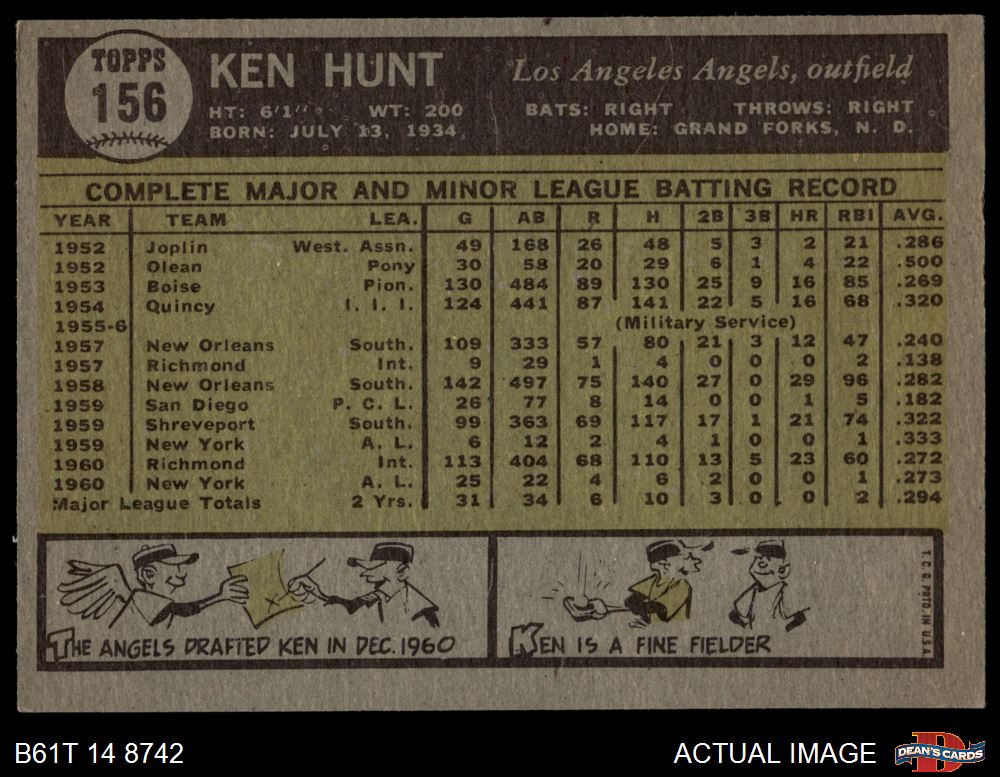 TOPPS
156
KEN HUNT
Los Angeles Angels, outfield
HT: 6'1" WT: 200 BATS: RIGHT THROWS: RIGHT
BORN: JULY 13, 1934 HOME: GRAND FORKS, N. D.
COMPLETE MAJOR AND MINOR LEAGUE BATTING RECORD
YEAR TEAM LEA. G AB R H 2B 3B HR RBI AVG.
1952 Joplin West. Assn. 49 168 26 48 5 3 2 21 .286
1952 Olean Pony 30 58 20 29 6 1 4 22 .500
1953 Boise Pion. 130 484 89 130 25 9 16 85 .269
1954 Quincy I. I. I. 124 441 87 141 22 5 16 68 .320
1955-6 (Military Service)
1957 New Orleans South. 109 333 57 80 21 3 12 47 .240
1957 Richmond Int. 9 29 1 4 0 0 0 2 .138
1958 New Orleans South. 142 497 75 140 27 0 29 96 .282
1959 San Diego P. C. L. 26 77 8 14 0 0 1 5 .182
1959 Shreveport South. 99 363 69 117 17 1 21 74 .322
1959 New York A. L. 6 12 2 4 1 0 0 1 .333
1960 Richmond Int. 113 404 68 110 13 5 23 60 .272
1960 New York A. L. 25 22 4 6 2 0 0 1 .273
Major League Totals 2 Yrs. 31 34 6 10 3 0 0 2 .294
THE ANGELS DRAFTED KEN IN DEC. 1960
KEN IS A FINE FIELDER
T. C. G. PRTD. IN U.S.A.
B61T 14 8742
ACTUAL IMAGE
D
DEAN'S CARDS